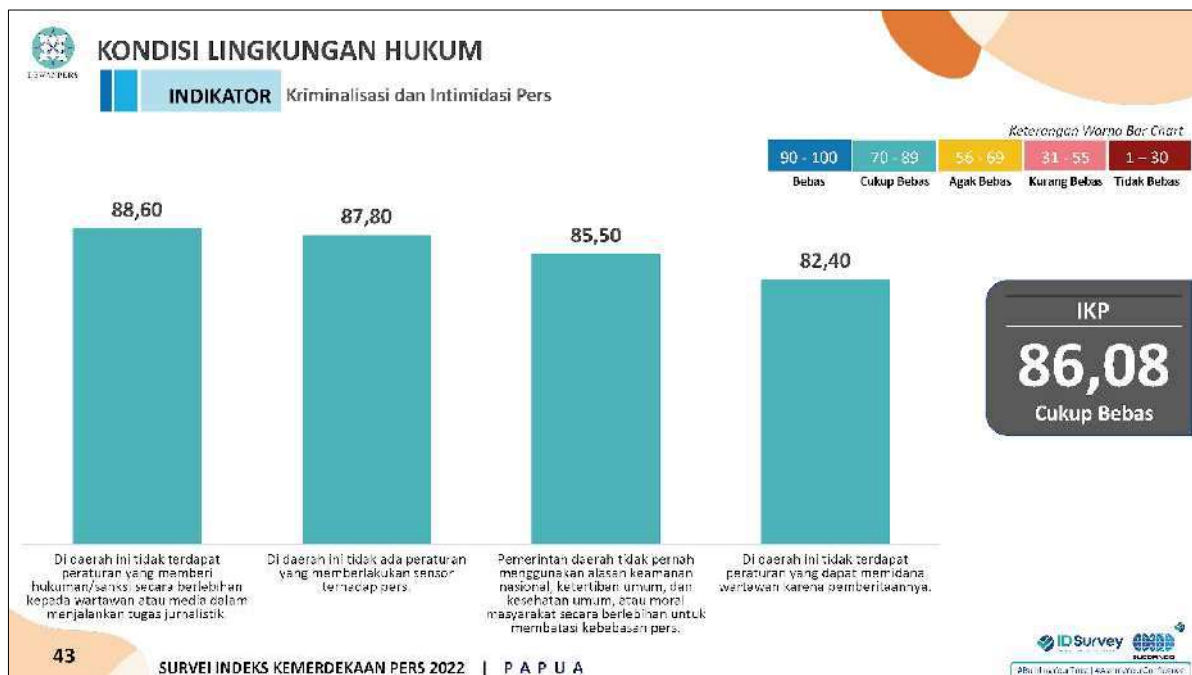 KONDISI LINGKUNGAN HUKUM
DEWAN PERS
INDIKATOR Kriminalisasi dan Intimidasi Pers
Keterangan Warna Bar Chart
90 - 100 70 - 89 56 - 69 31 - 55 1 – 30
Bebas Cukup Bebas Agak Bebas Kurang Bebas Tidak Bebas
88,60
87,80
85,50
82,40
IKP
86,08
Cukup Bebas
Di daerah ini tidak terdapat
peraturan yang memberi
hukuman/sanksi secara berlebihan
kepada wartawan atau media dalam
menjalankan tugas jurnalistik.
Di daerah ini tidak ada peraturan
yang memberlakukan sensor
terhadap pers.
Pemerintah daerah tidak pernah
menggunakan alasan keamanan
nasional, ketertiban umum, dan
kesehatan umum, atau moral
masyarakat secara berlebihan untuk
membatasi kebebasan pers.
Di daerah ini tidak terdapat
peraturan yang dapat memidana
wartawan karena pemberitaannya.
43
SURVEI INDEKS KEMERDEKAAN PERS 2022 | PAPUA
IDSurvey